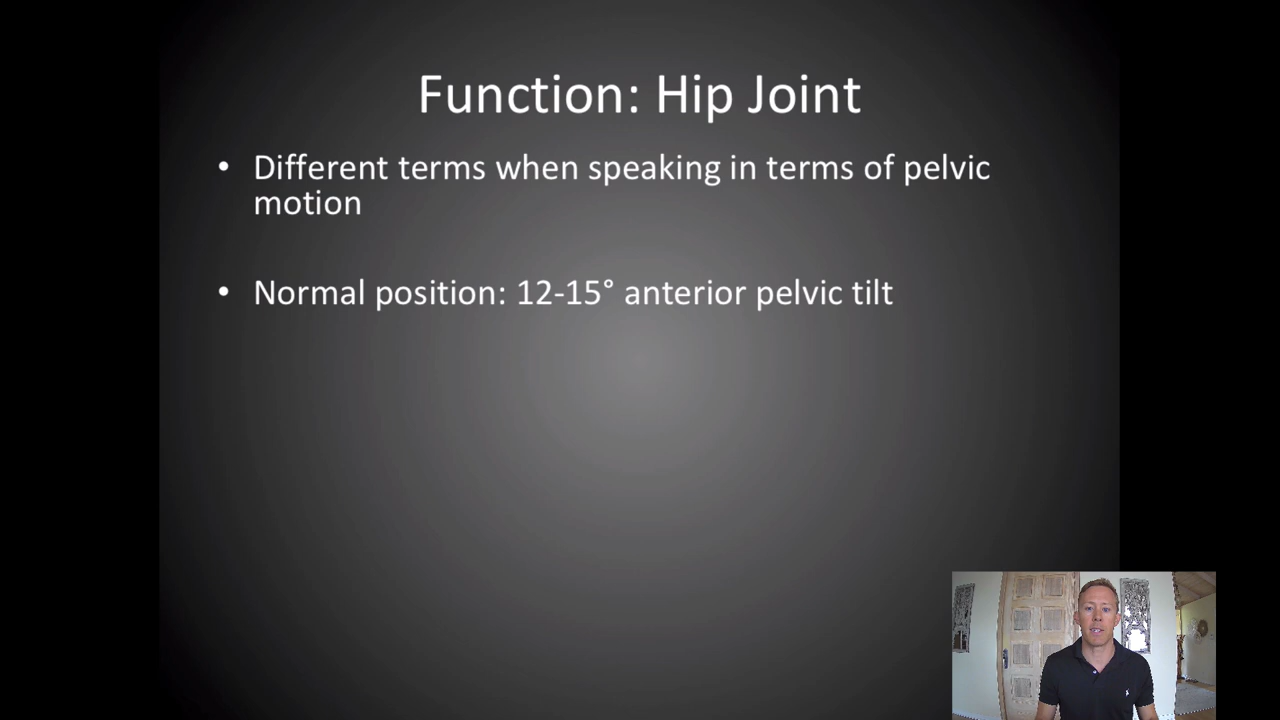 Function: Hip Joint
• Different terms when speaking in terms of pelvic
motion
• Normal position: 12-15° anterior pelvic tilt